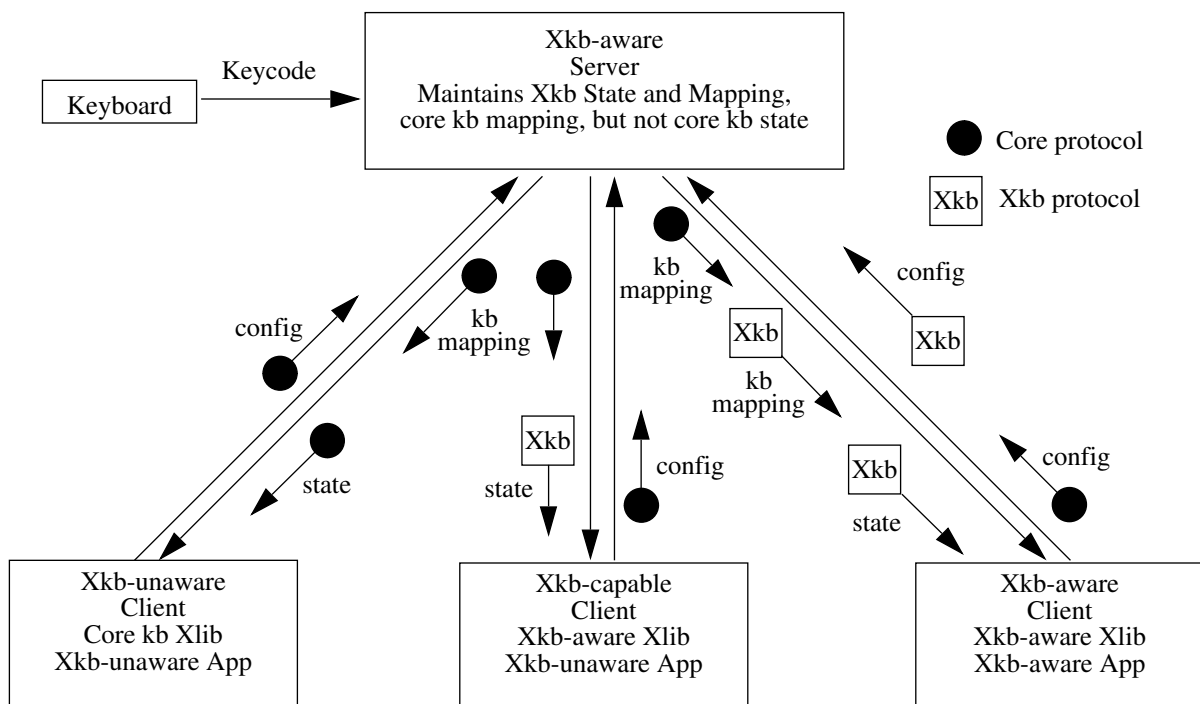 Xkb-aware
Server
Maintains Xkb State and Mapping,
core kb mapping, but not core kb state
Keycode
Keyboard
Core protocol
Xkb
Xkb protocol
config
kb
mapping
state
kb
mapping
Xkb
kb
mapping
config
Xkb
Xkb
state
config
Xkb
state
config
Xkb-unaware
Client
Core kb Xlib
Xkb-unaware App
Xkb-capable
Client
Xkb-aware Xlib
Xkb-unaware App
Xkb-aware
Client
Xkb-aware Xlib
Xkb-aware App